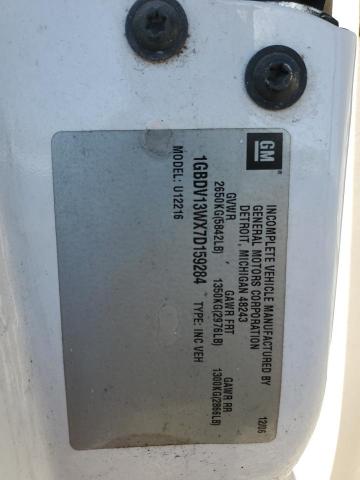 GM
INCOMPLETE VEHICLE MANUFACTURED BY
GENERAL MOTORS CORPORATION
DETROIT, MICHIGAN 48243
12/06
GVWR GAWR FRT GAWR RR
2650KG(5842LB) 1350KG(2976LB) 1300KG(2866LB)
1GBDV13WX7D159284 TYPE: INC VEH
MODEL: U12216